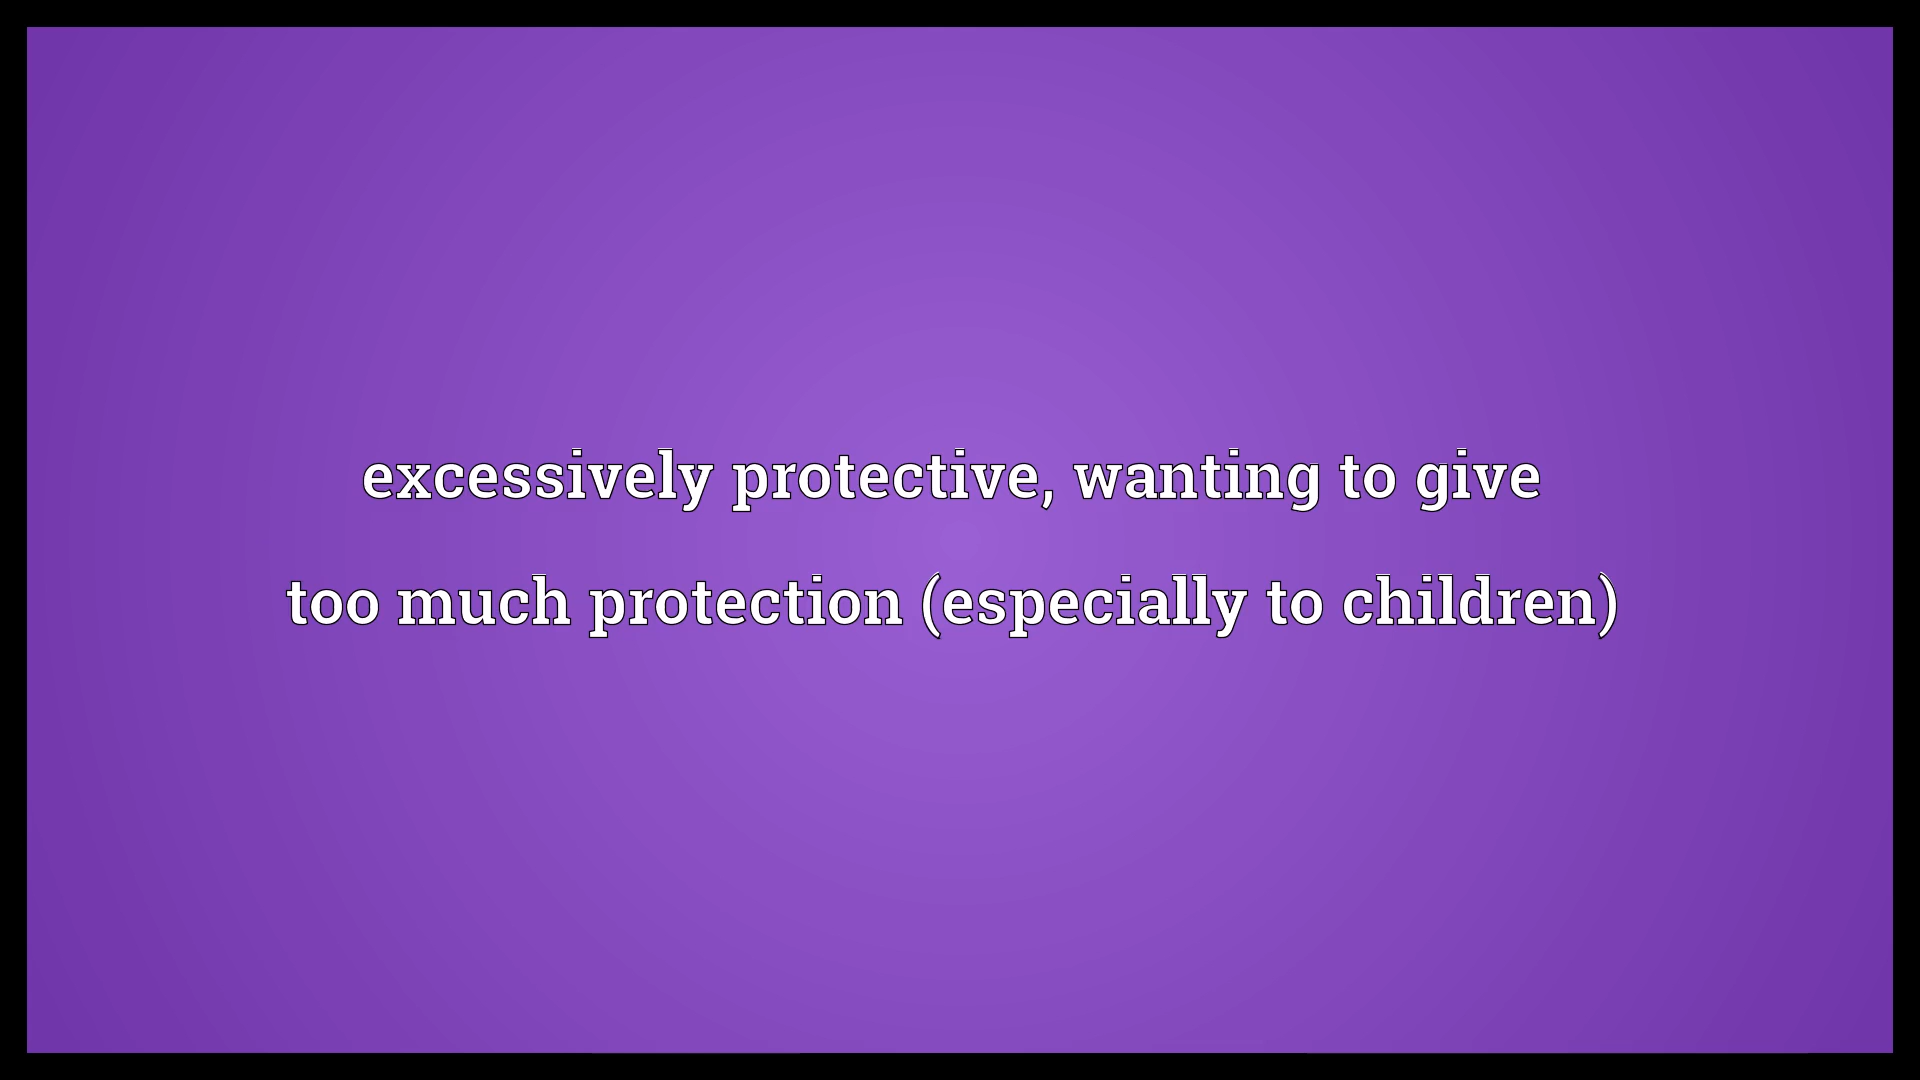 excessively protective, wanting to give
too much protection (especially to children)